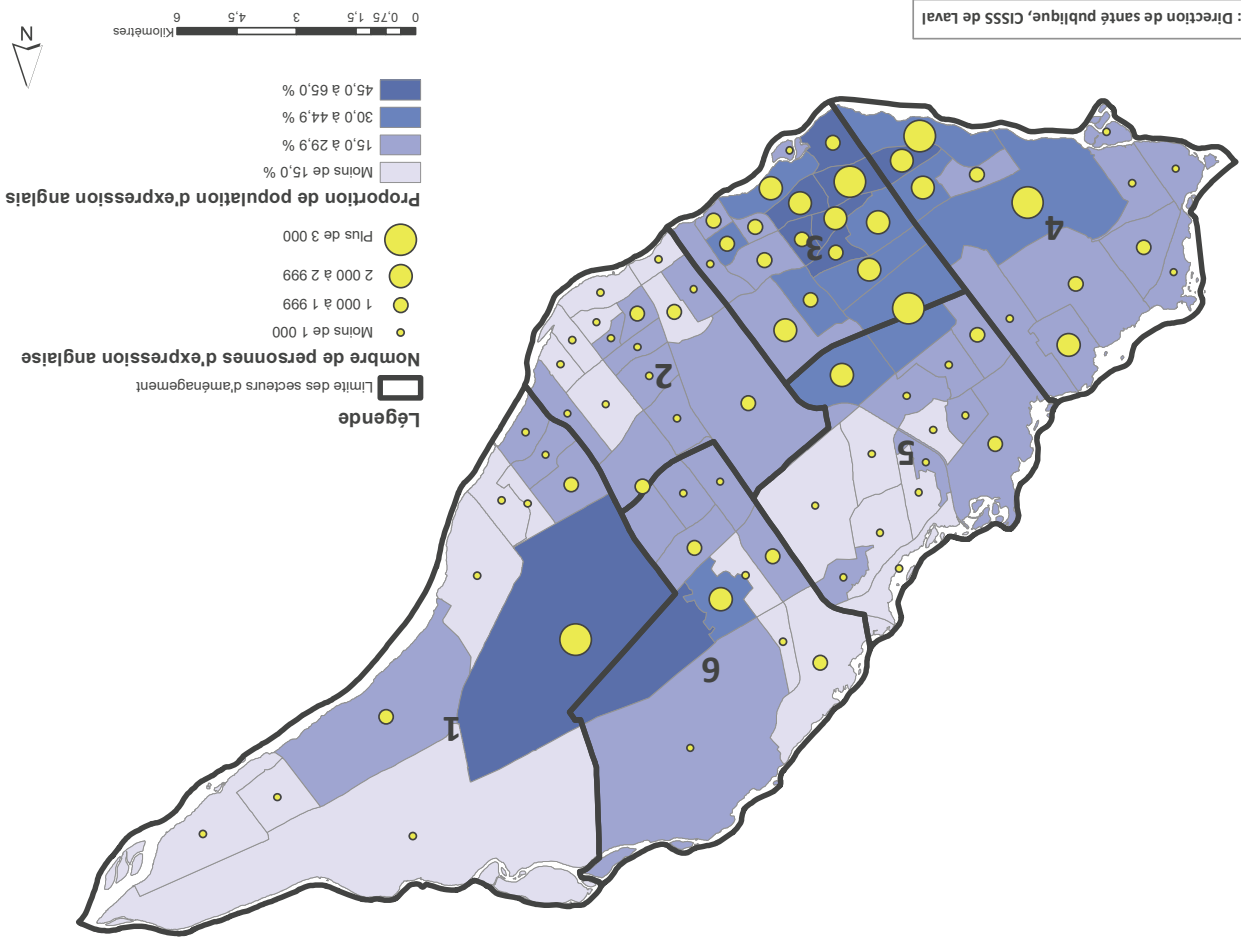 1
6
5
2
3
4
Légende
Limite des secteurs d'aménagement
Nombre de personnes d'expression anglaise
Moins de 1 000
1 000 à 1 999
2 000 à 2 999
Plus de 3 000
Proportion de population d'expression anglais
Moins de 15,0 %
15,0 à 29,9 %
30,0 à 44,9 %
45,0 à 65,0 %
0 0,75 1,5 3 4,5 6
Kilomètres
N
: Direction de santé publique, CISSS de Laval